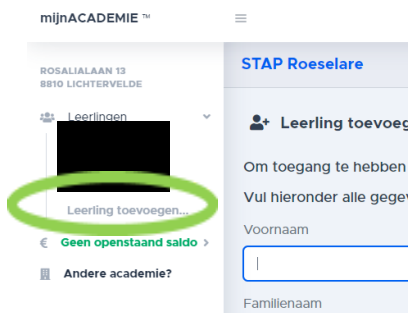 mijnACADEMIE ™
ROSALIALAAN 13
8810 LICHTERVELDE
Leerlingen
Leerling toevoegen...
€ Geen openstaand saldo
Andere academie?
STAP Roeselare
Leerling toevoeg
Om toegang te hebben
Vul hieronder alle gegev
Voornaam
Familienaam